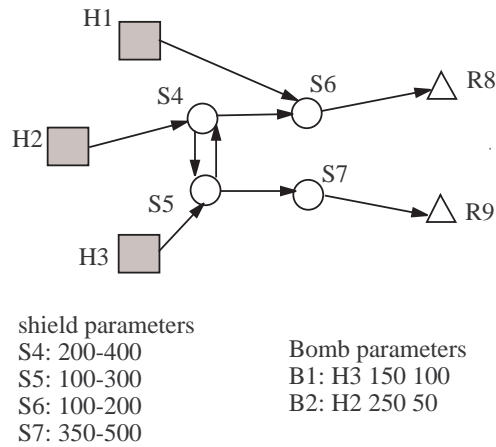 H1
R8
S6
S4
H2
S7
S5
R9
H3
shield parameters
S4: 200-400
S5: 100-300
S6: 100-200
S7: 350-500
Bomb parameters
B1: H3 150 100
B2: H2 250 50